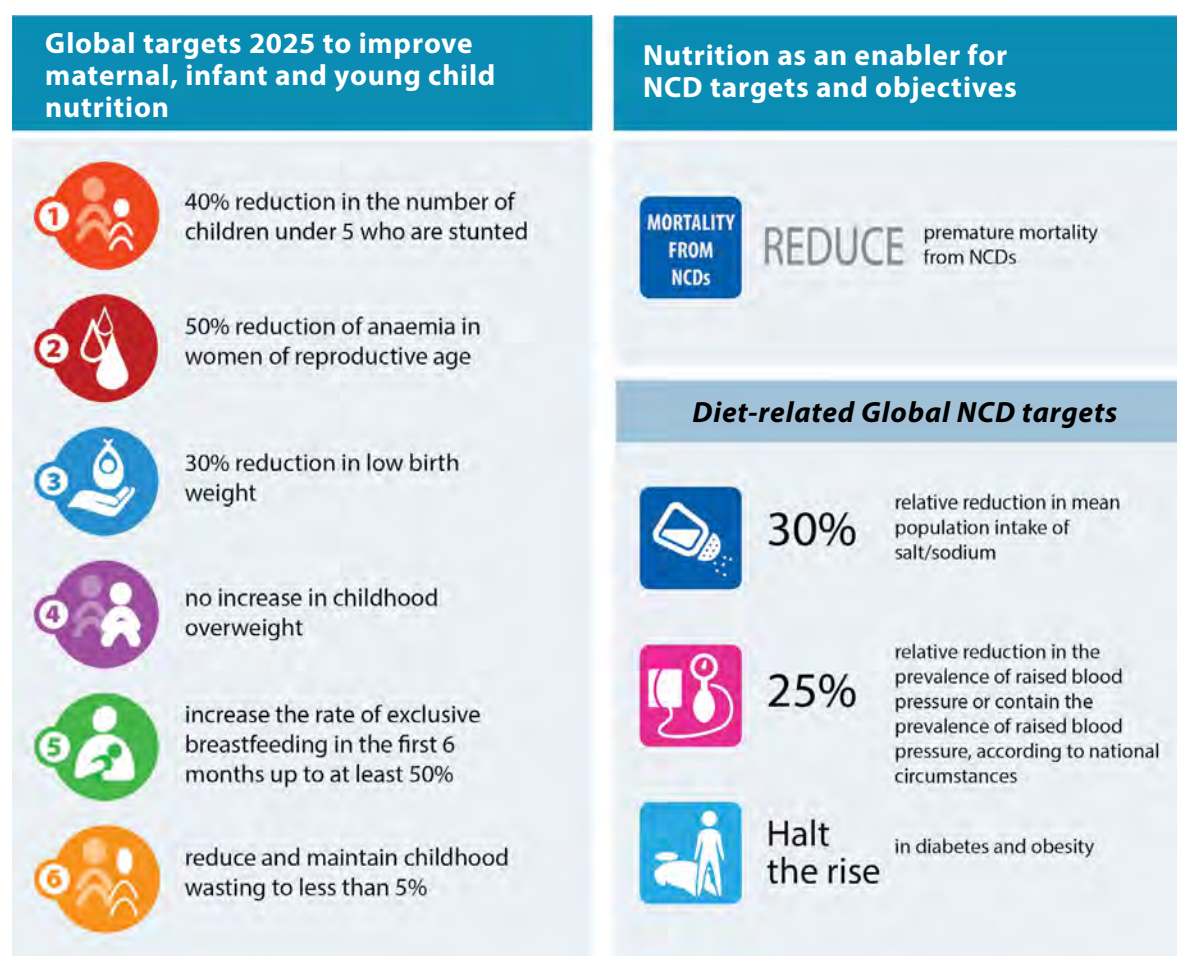 Global targets 2025 to improve
maternal, infant and young child
nutrition
1
40% reduction in the number of
children under 5 who are stunted
2
50% reduction of anaemia in
women of reproductive age
3
30% reduction in low birth
weight
4
no increase in childhood
overweight
5
increase the rate of exclusive
breastfeeding in the first 6
months up to at least 50%
6
reduce and maintain childhood
wasting to less than 5%
Nutrition as an enabler for
NCD targets and objectives
MORTALITY
FROM
NCDs
REDUCE
premature mortality
from NCDs
Diet-related Global NCD targets
30%
relative reduction in mean
population intake of
salt/sodium
25%
relative reduction in the
prevalence of raised blood
pressure or contain the
prevalence of raised blood
pressure, according to national
circumstances
Halt
the rise
in diabetes and obesity